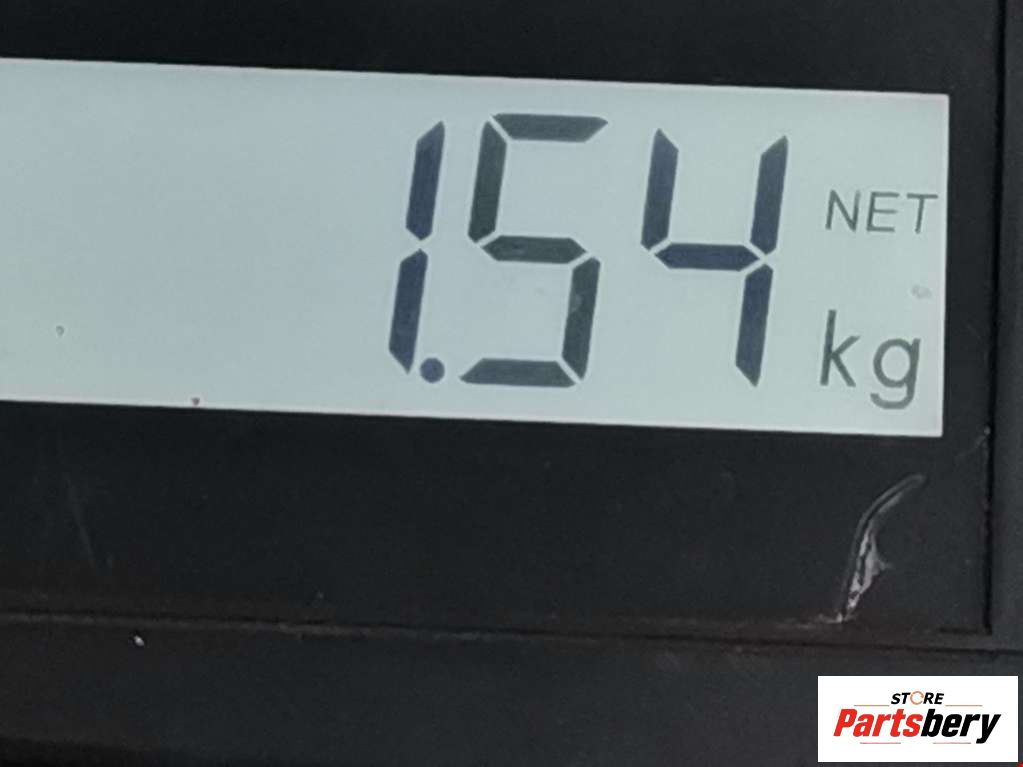 1.54 NET
kg
STORE
Partsbery